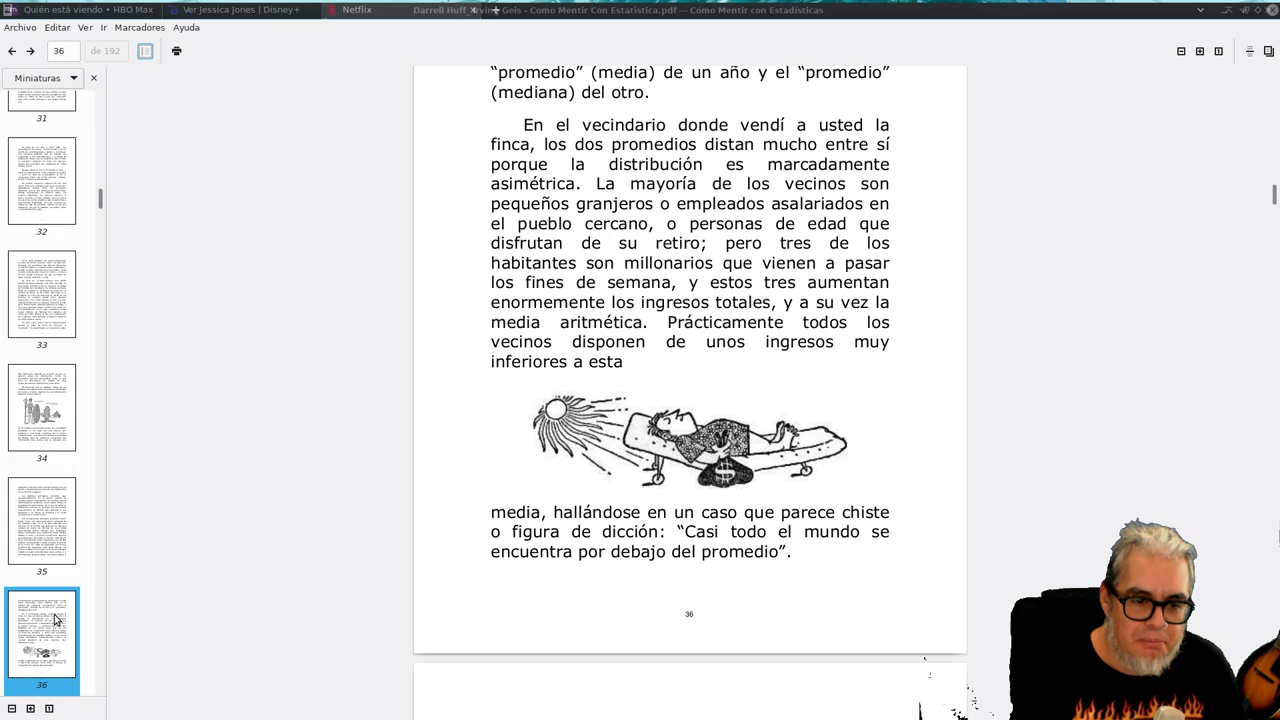 Quién está viendo • HBO Max
Ver Jessica Jones | Disney+
Netflix
Darrell Huff, Irving Geis - Como Mentir Con Estatistica.pdf — Cómo Mentir con Estadísticas
Archivo Editar Ver Ir Marcadores Ayuda
36 de 192
Miniaturas
31
32
33
34
35
36
“promedio” (media) de un año y el “promedio”
(mediana) del otro.
En el vecindario donde vendí a usted la
finca, los dos promedios distan mucho entre sí
porque la distribución es marcadamente
asimétrica. La mayoría de los vecinos son
pequeños granjeros o empleados asalariados en
el pueblo cercano, o personas de edad que
disfrutan de su retiro; pero tres de los
habitantes son millonarios que vienen a pasar
los fines de semana, y estos tres aumentan
enormemente los ingresos totales, y a su vez la
media aritmética. Prácticamente todos los
vecinos disponen de unos ingresos muy
inferiores a esta
$
media, hallándose en un caso que parece chiste
o figura de dicción: “Casi todo el mundo se
encuentra por debajo del promedio”.
36